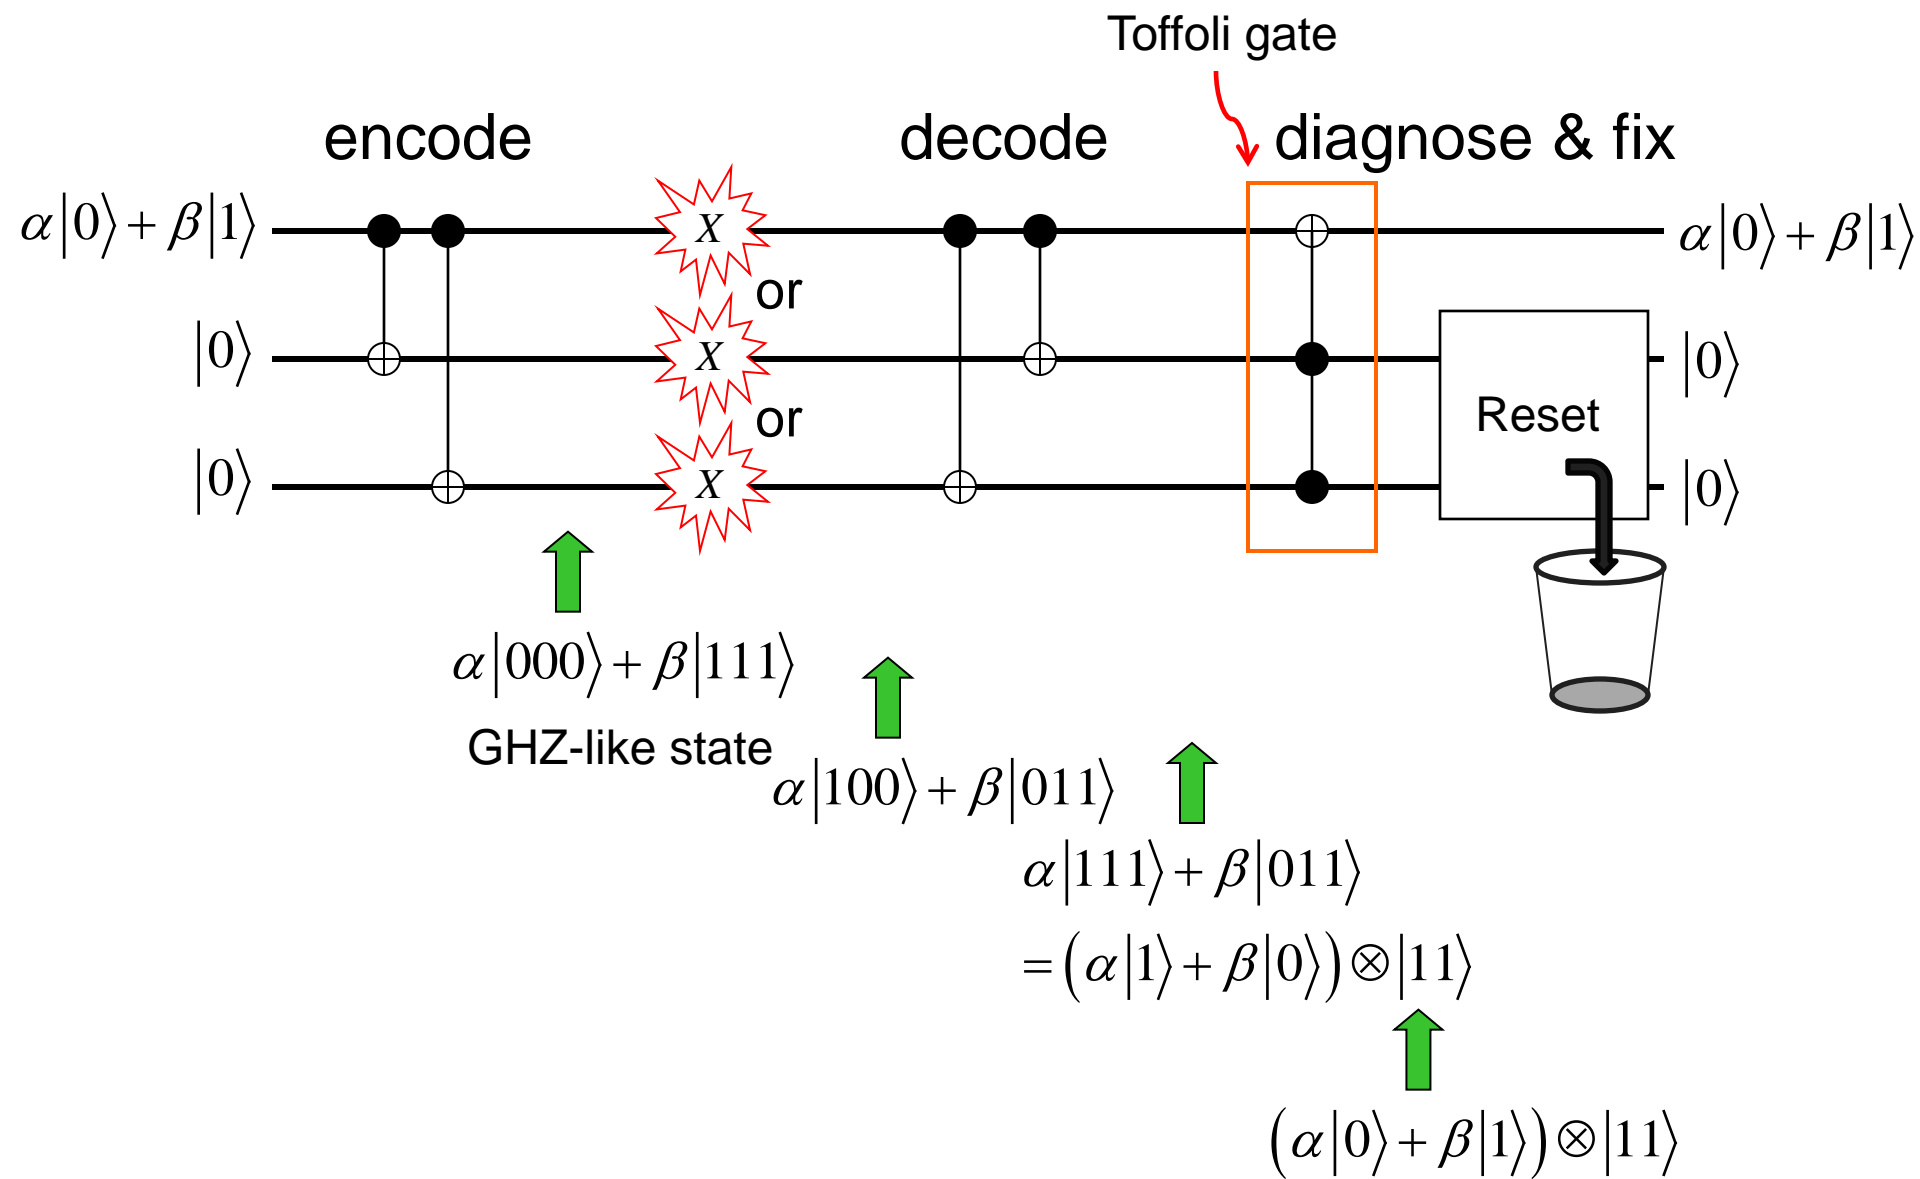 Toffoli gate
encode decode diagnose & fix
α|0⟩ + β|1⟩ X α|0⟩ + β|1⟩
or
|0⟩ X |0⟩
or
Reset
|0⟩ X |0⟩
α|000⟩ + β|111⟩
GHZ-like state
α|100⟩ + β|011⟩
α|111⟩ + β|011⟩
= (α|1⟩ + β|0⟩) ⊗ |11⟩
(α|0⟩ + β|1⟩) ⊗ |11⟩